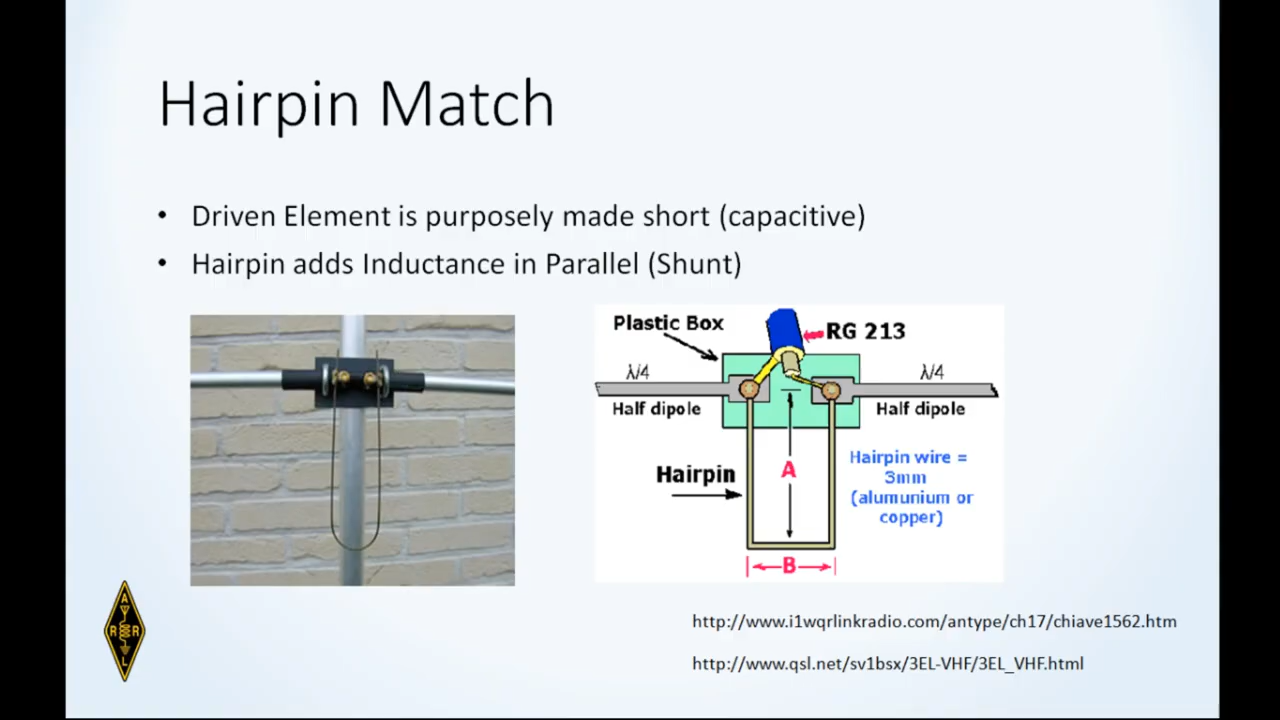 Hairpin Match
• Driven Element is purposely made short (capacitive)
• Hairpin adds Inductance in Parallel (Shunt)
Plastic Box
RG 213
λ/4
λ/4
Half dipole
Half dipole
Hairpin
A
Hairpin wire =
3mm
(alumunium or
copper)
B
A
R R
L
http://www.i1wqrlinkradio.com/antype/ch17/chiave1562.htm
http://www.qsl.net/sv1bsx/3EL-VHF/3EL_VHF.html